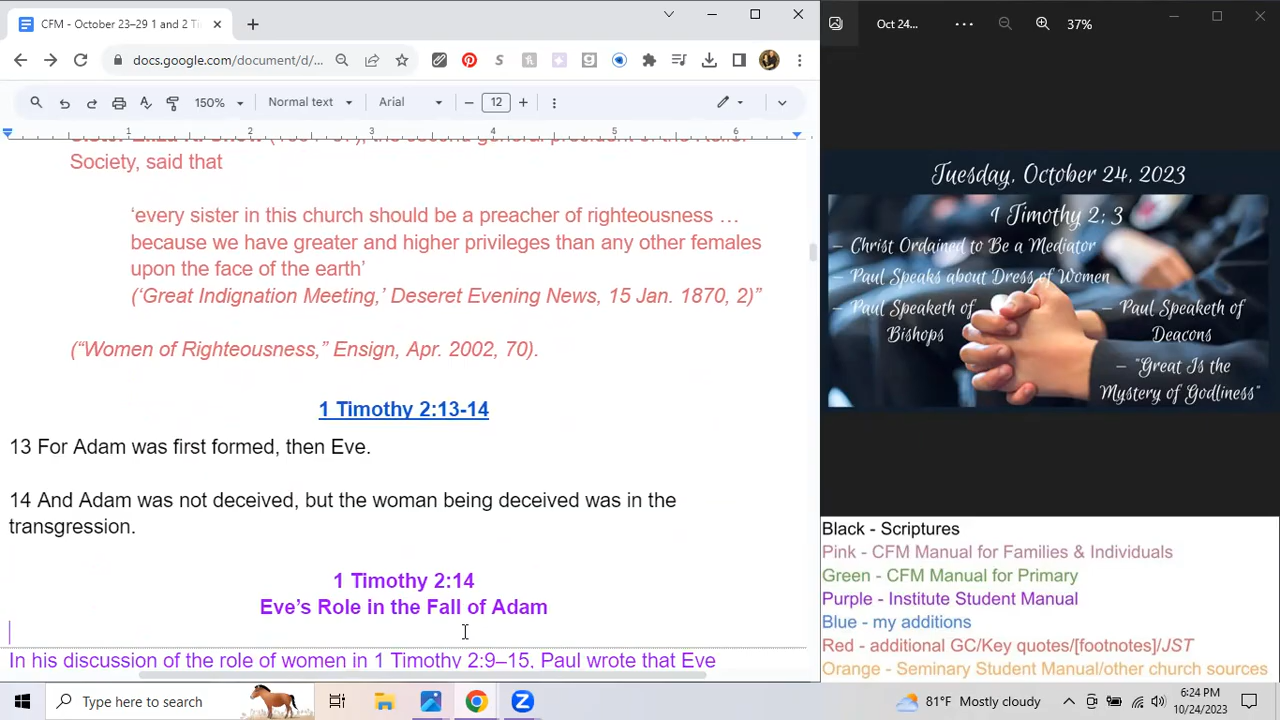 CFM - October 23–29 1 and 2 Ti
docs.google.com/document/d/...
Oct 24...
37%
150%
Normal text
Arial
12
1 2 3 4 5 6
Society, said that
'every sister in this church should be a preacher of righteousness …
because we have greater and higher privileges than any other females
upon the face of the earth'
('Great Indignation Meeting,' Deseret Evening News, 15 Jan. 1870, 2)"
("Women of Righteousness," Ensign, Apr. 2002, 70).
1 Timothy 2:13-14
13 For Adam was first formed, then Eve.
14 And Adam was not deceived, but the woman being deceived was in the
transgression.
1 Timothy 2:14
Eve's Role in the Fall of Adam
In his discussion of the role of women in 1 Timothy 2:9–15, Paul wrote that Eve
Tuesday, October 24, 2023
1 Timothy 2; 3
– Christ Ordained to Be a Mediator
– Paul Speaks about Dress of Women
– Paul Speaketh of
Bishops
– Paul Speaketh of
Deacons
– "Great Is the
Mystery of Godliness"
Black - Scriptures
Pink - CFM Manual for Families & Individuals
Green - CFM Manual for Primary
Purple - Institute Student Manual
Blue - my additions
Red - additional GC/Key quotes/[footnotes]/JST
Orange - Seminary Student Manual/other church sources
Type here to search
81°F Mostly cloudy
6:24 PM
10/24/2023